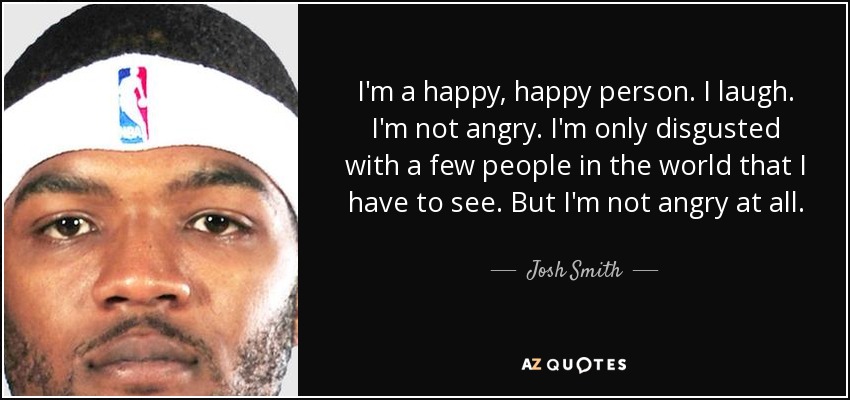 NBA
I'm a happy, happy person. I laugh.
I'm not angry. I'm only disgusted
with a few people in the world that I
have to see. But I'm not angry at all.
Josh Smith
AZ QUOTES